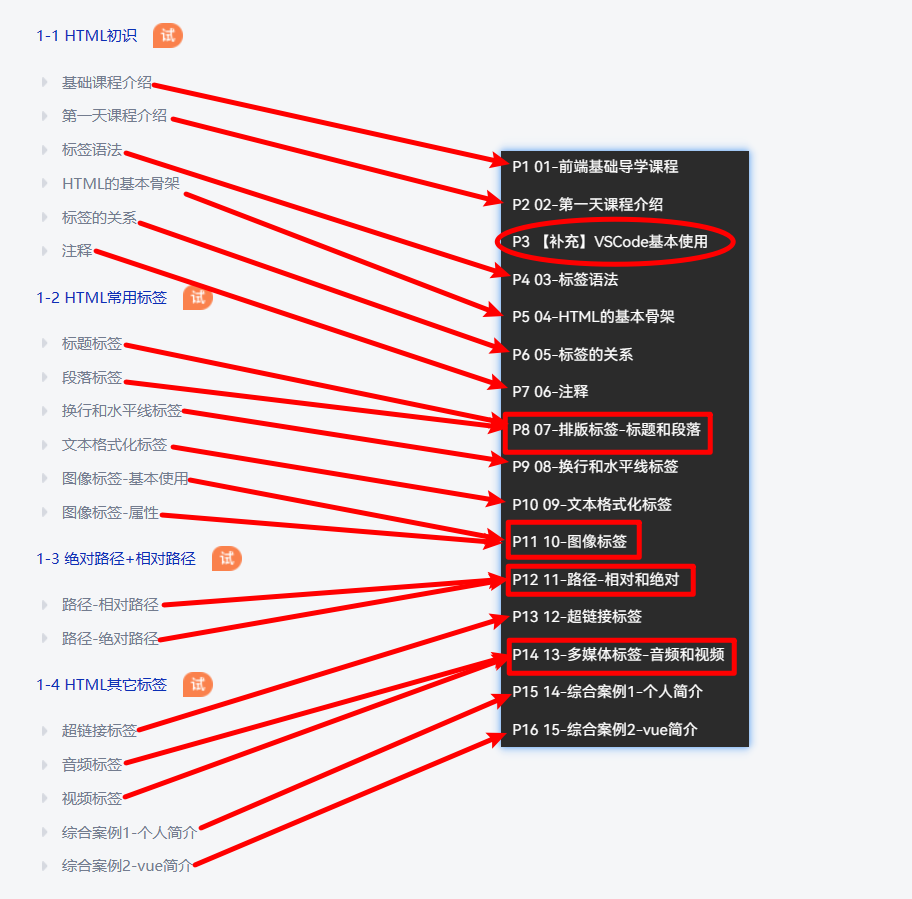 1-1 HTML初识 试
基础课程介绍
第一天课程介绍
标签语法
HTML的基本骨架
标签的关系
注释
1-2 HTML常用标签 试
标题标签
段落标签
换行和水平线标签
文本格式化标签
图像标签-基本使用
图像标签-属性
1-3 绝对路径+相对路径 试
路径-相对路径
路径-绝对路径
1-4 HTML其它标签 试
超链接标签
音频标签
视频标签
综合案例1-个人简介
综合案例2-vue简介
P1 01-前端基础导学课程
P2 02-第一天课程介绍
P3 【补充】VSCode基本使用
P4 03-标签语法
P5 04-HTML的基本骨架
P6 05-标签的关系
P7 06-注释
P8 07-排版标签-标题和段落
P9 08-换行和水平线标签
P10 09-文本格式化标签
P11 10-图像标签
P12 11-路径-相对和绝对
P13 12-超链接标签
P14 13-多媒体标签-音频和视频
P15 14-综合案例1-个人简介
P16 15-综合案例2-vue简介